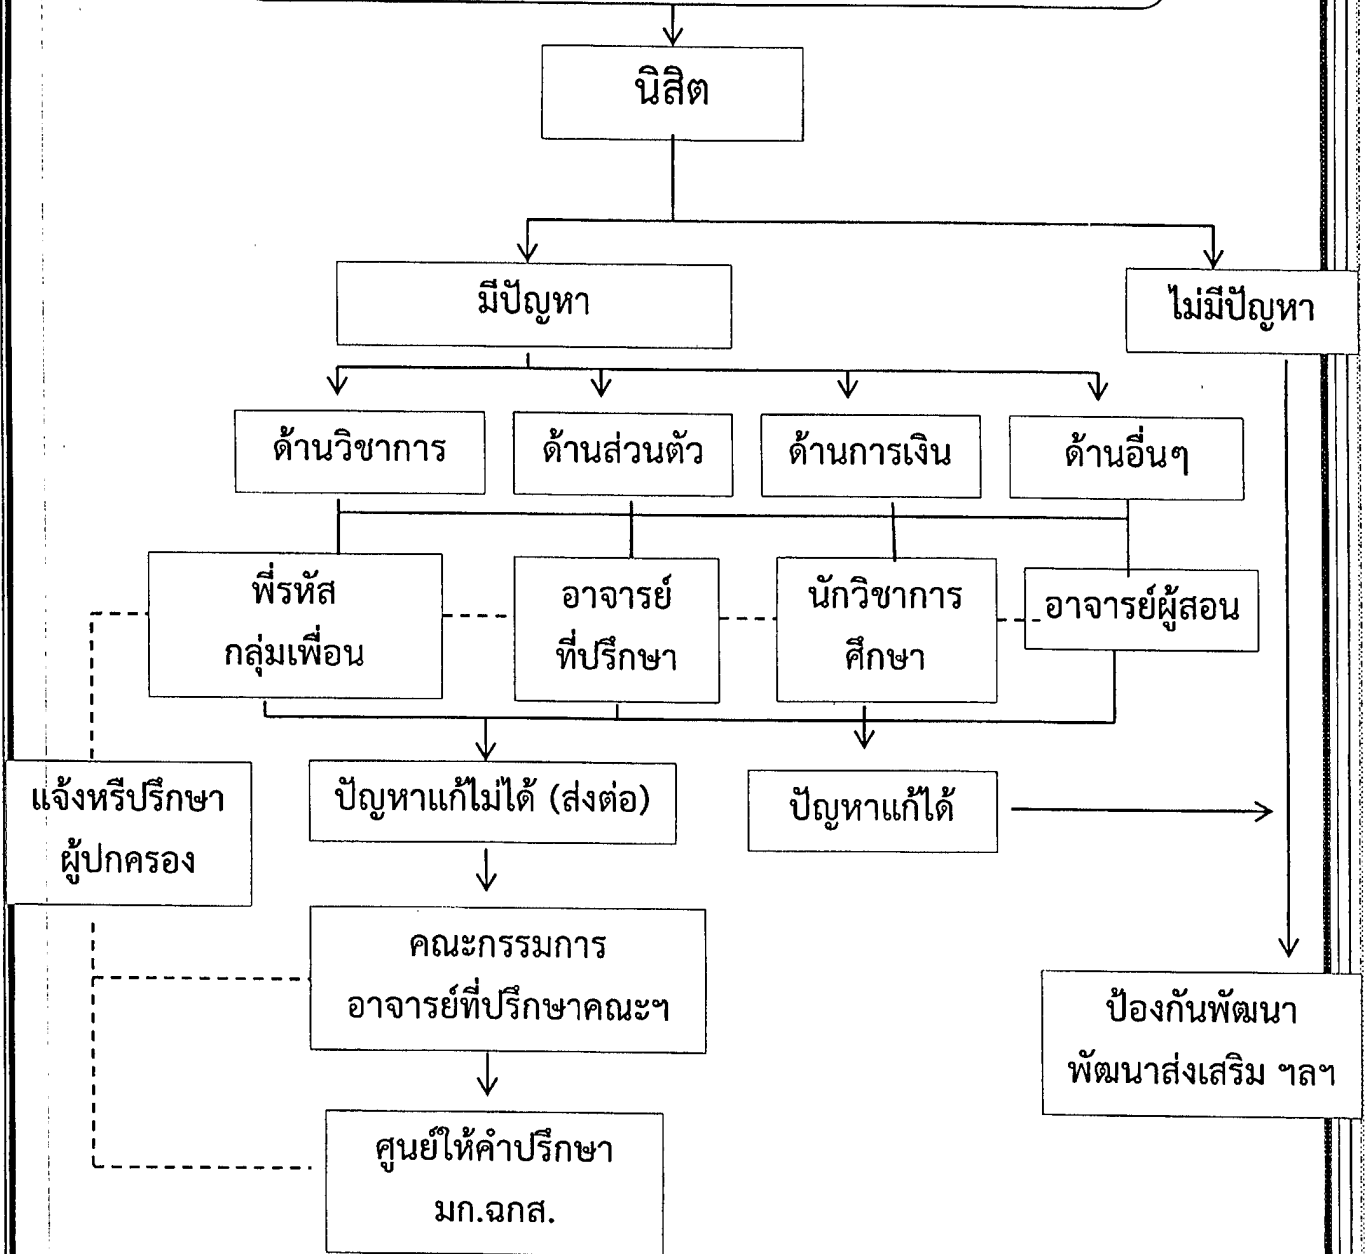 นิสิต
มีปัญหา
ไม่มีปัญหา
ด้านวิชาการ
ด้านส่วนตัว
ด้านการเงิน
ด้านอื่นๆ
พี่รหัส
กลุ่มเพื่อน
อาจารย์
ที่ปรึกษา
นักวิชาการ
ศึกษา
อาจารย์ผู้สอน
แจ้งหรีปรึกษา
ผู้ปกครอง
ปัญหาแก้ไม่ได้ (ส่งต่อ)
ปัญหาแก้ได้
คณะกรรมการ
อาจารย์ที่ปรึกษาคณะฯ
ป้องกันพัฒนา
พัฒนาส่งเสริม ฯลฯ
ศูนย์ให้คำปรึกษา
มก.ฉกส.